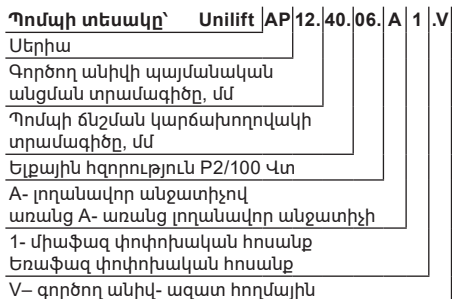 Պոմպի տեսակը՝ Unilift AP 12. 40. 06. A 1 .V
Սերիա
Գործող անիվի պայմանական
անցման տրամագիծը, մմ
Պոմպի ճնշման կարճախողովակի
տրամագիծը, մմ
Ելքային հզորություն P2/100 Վտ
A- լողանավոր անջատիչով
առանց A- առանց լողանավոր անջատիչի
1- միաֆազ փոփոխական հոսանք
Եռաֆազ փոփոխական հոսանք
V– գործող անիվ- ազատ հողմային